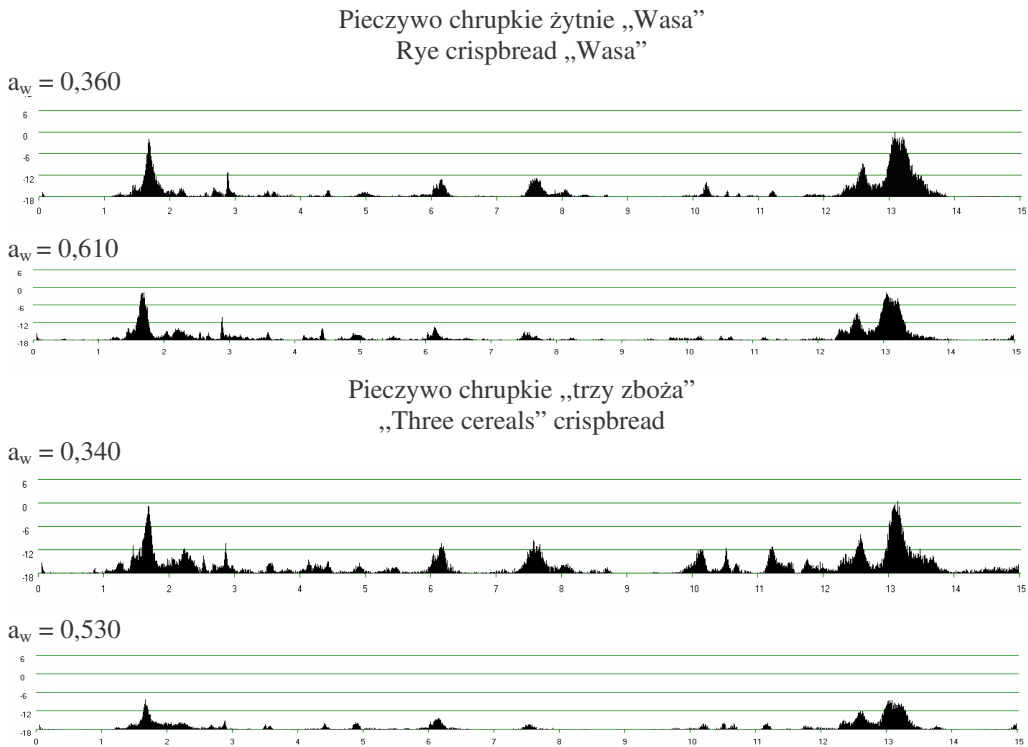 Pieczywo chrupkie żytnie „Wasa”
Rye crispbread „Wasa”
a_w = 0,360
6
0
-6
-12
-18
0 1 2 3 4 5 6 7 8 9 10 11 12 13 14 15
a_w = 0,610
6
0
-6
-12
-18
0 1 2 3 4 5 6 7 8 9 10 11 12 13 14 15
Pieczywo chrupkie „trzy zboża”
„Three cereals” crispbread
a_w = 0,340
6
0
-6
-12
-18
0 1 2 3 4 5 6 7 8 9 10 11 12 13 14 15
a_w = 0,530
6
0
-6
-12
-18
0 1 2 3 4 5 6 7 8 9 10 11 12 13 14 15